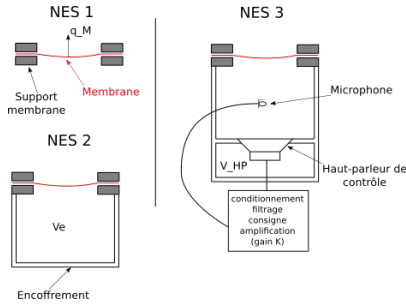 NES 1
q_M
Support
membrane
Membrane
NES 2
Ve
Encoffrement
NES 3
Microphone
V_HP
Haut-parleur de
contrôle
conditionnement
filtrage
consigne
amplification
(gain K)